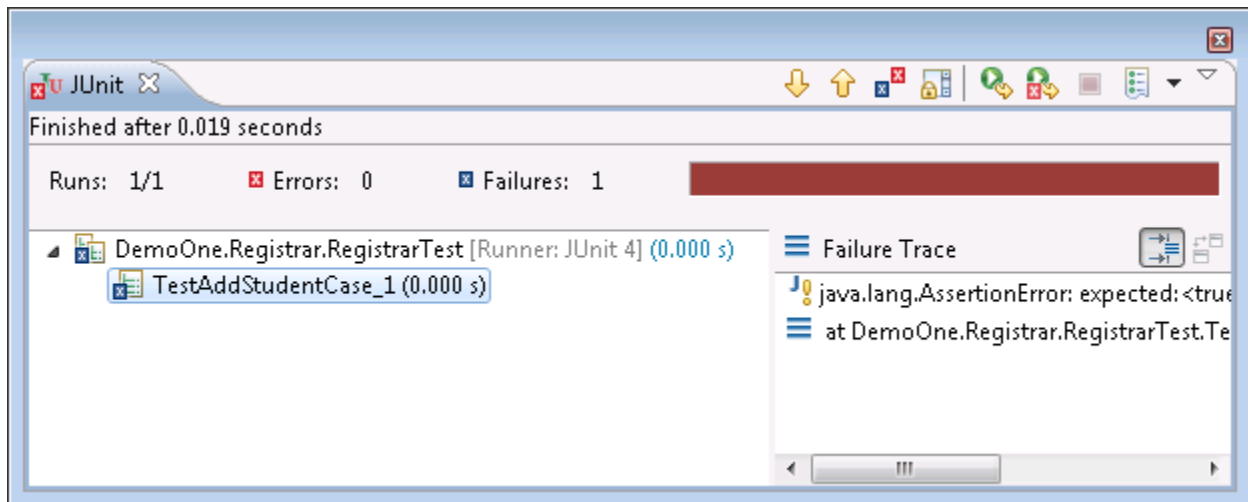 JUnit
Finished after 0.019 seconds
Runs: 1/1 Errors: 0 Failures: 1
DemoOne.Registrar.RegistrarTest [Runner: JUnit 4] (0.000 s)
TestAddStudentCase_1 (0.000 s)
Failure Trace
java.lang.AssertionError: expected:<true
at DemoOne.Registrar.RegistrarTest.Te